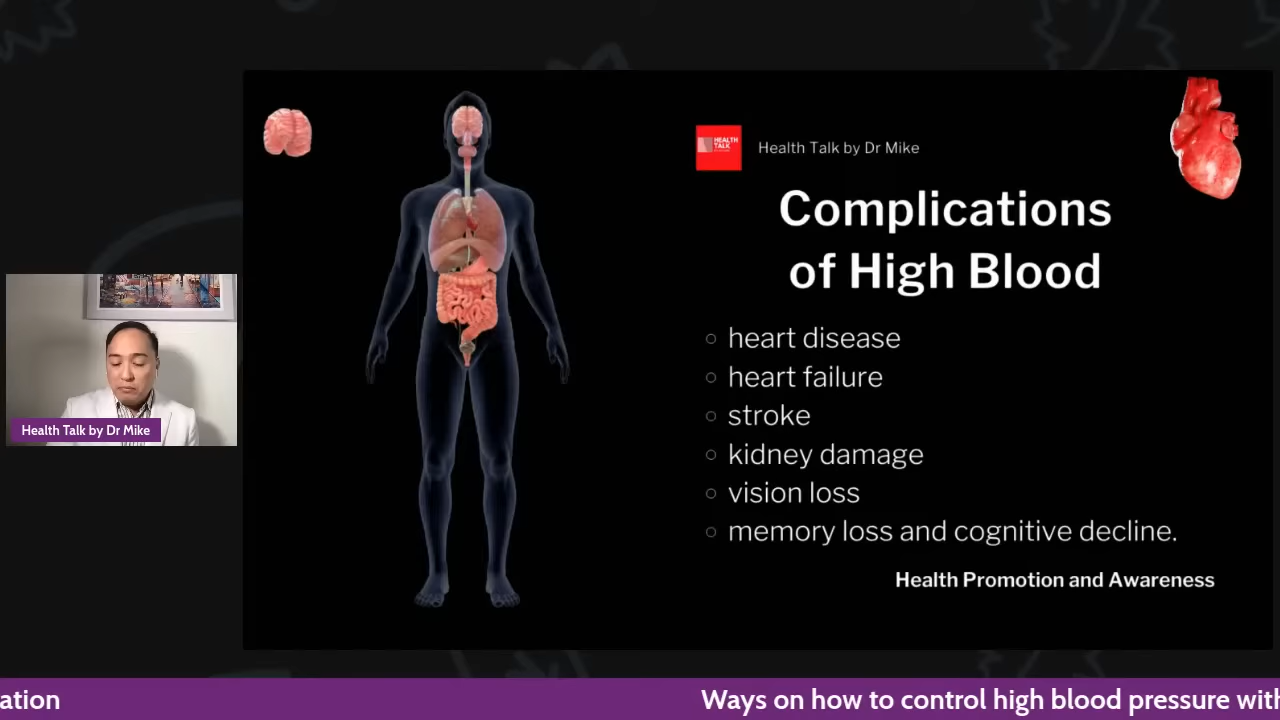 HEALTH
TALK
Health Talk by Dr Mike
Complications
of High Blood
heart disease
heart failure
stroke
kidney damage
vision loss
memory loss and cognitive decline.
Health Promotion and Awareness
Health Talk by Dr Mike
ation
Ways on how to control high blood pressure with